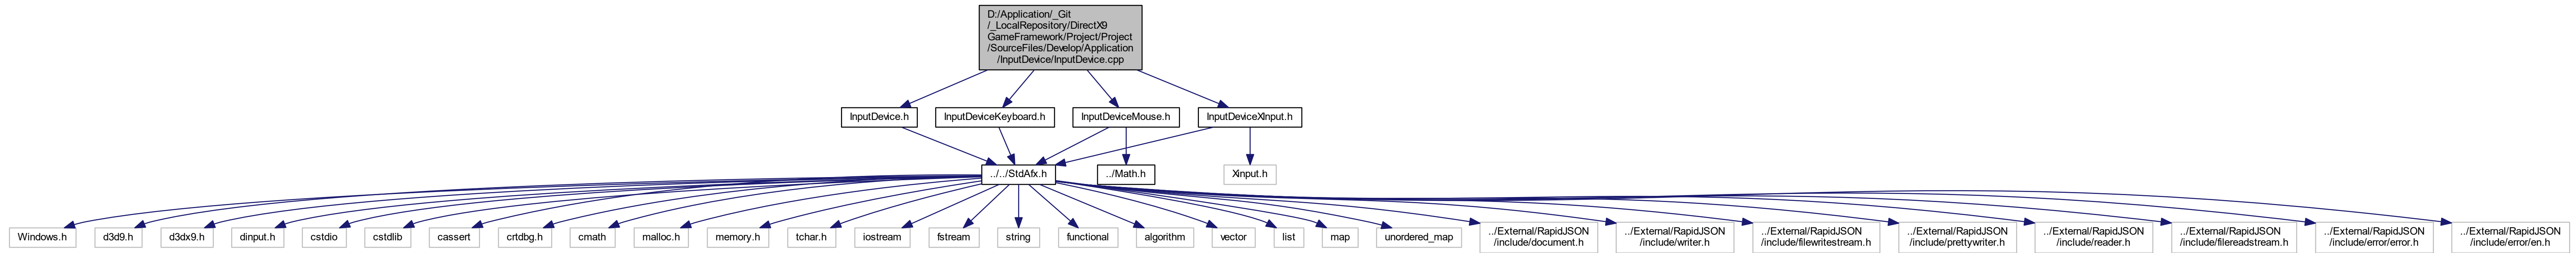 D:/Application/_Git
/_LocalRepository/DirectX9
GameFramework/Project/Project
/SourceFiles/Develop/Application
/InputDevice/InputDevice.cpp
InputDevice.h
InputDeviceKeyboard.h
InputDeviceMouse.h
InputDeviceXInput.h
../../StdAfx.h
../Math.h
Xinput.h
Windows.h
d3d9.h
d3dx9.h
dinput.h
cstdio
cstdlib
cassert
crtdbg.h
cmath
malloc.h
memory.h
tchar.h
iostream
fstream
string
functional
algorithm
vector
list
map
unordered_map
../External/RapidJSON
/include/document.h
../External/RapidJSON
/include/writer.h
../External/RapidJSON
/include/filewritestream.h
../External/RapidJSON
/include/prettywriter.h
../External/RapidJSON
/include/reader.h
../External/RapidJSON
/include/filereadstream.h
../External/RapidJSON
/include/error/error.h
../External/RapidJSON
/include/error/en.h